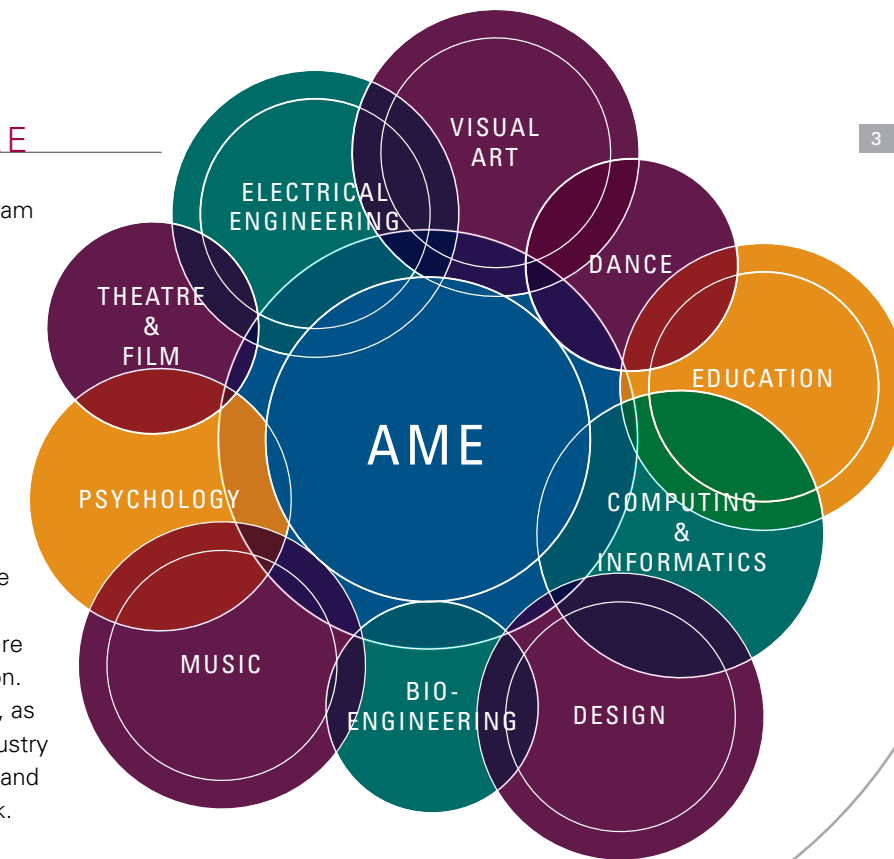 E
3
am
VISUAL
ART
ELECTRICAL
ENGINEERING
DANCE
THEATRE
&
FILM
EDUCATION
AME
PSYCHOLOGY
COMPUTING
&
INFORMATICS
e
re
MUSIC
on.
BIO-
ENGINEERING
DESIGN
, as
ustry
and
k.